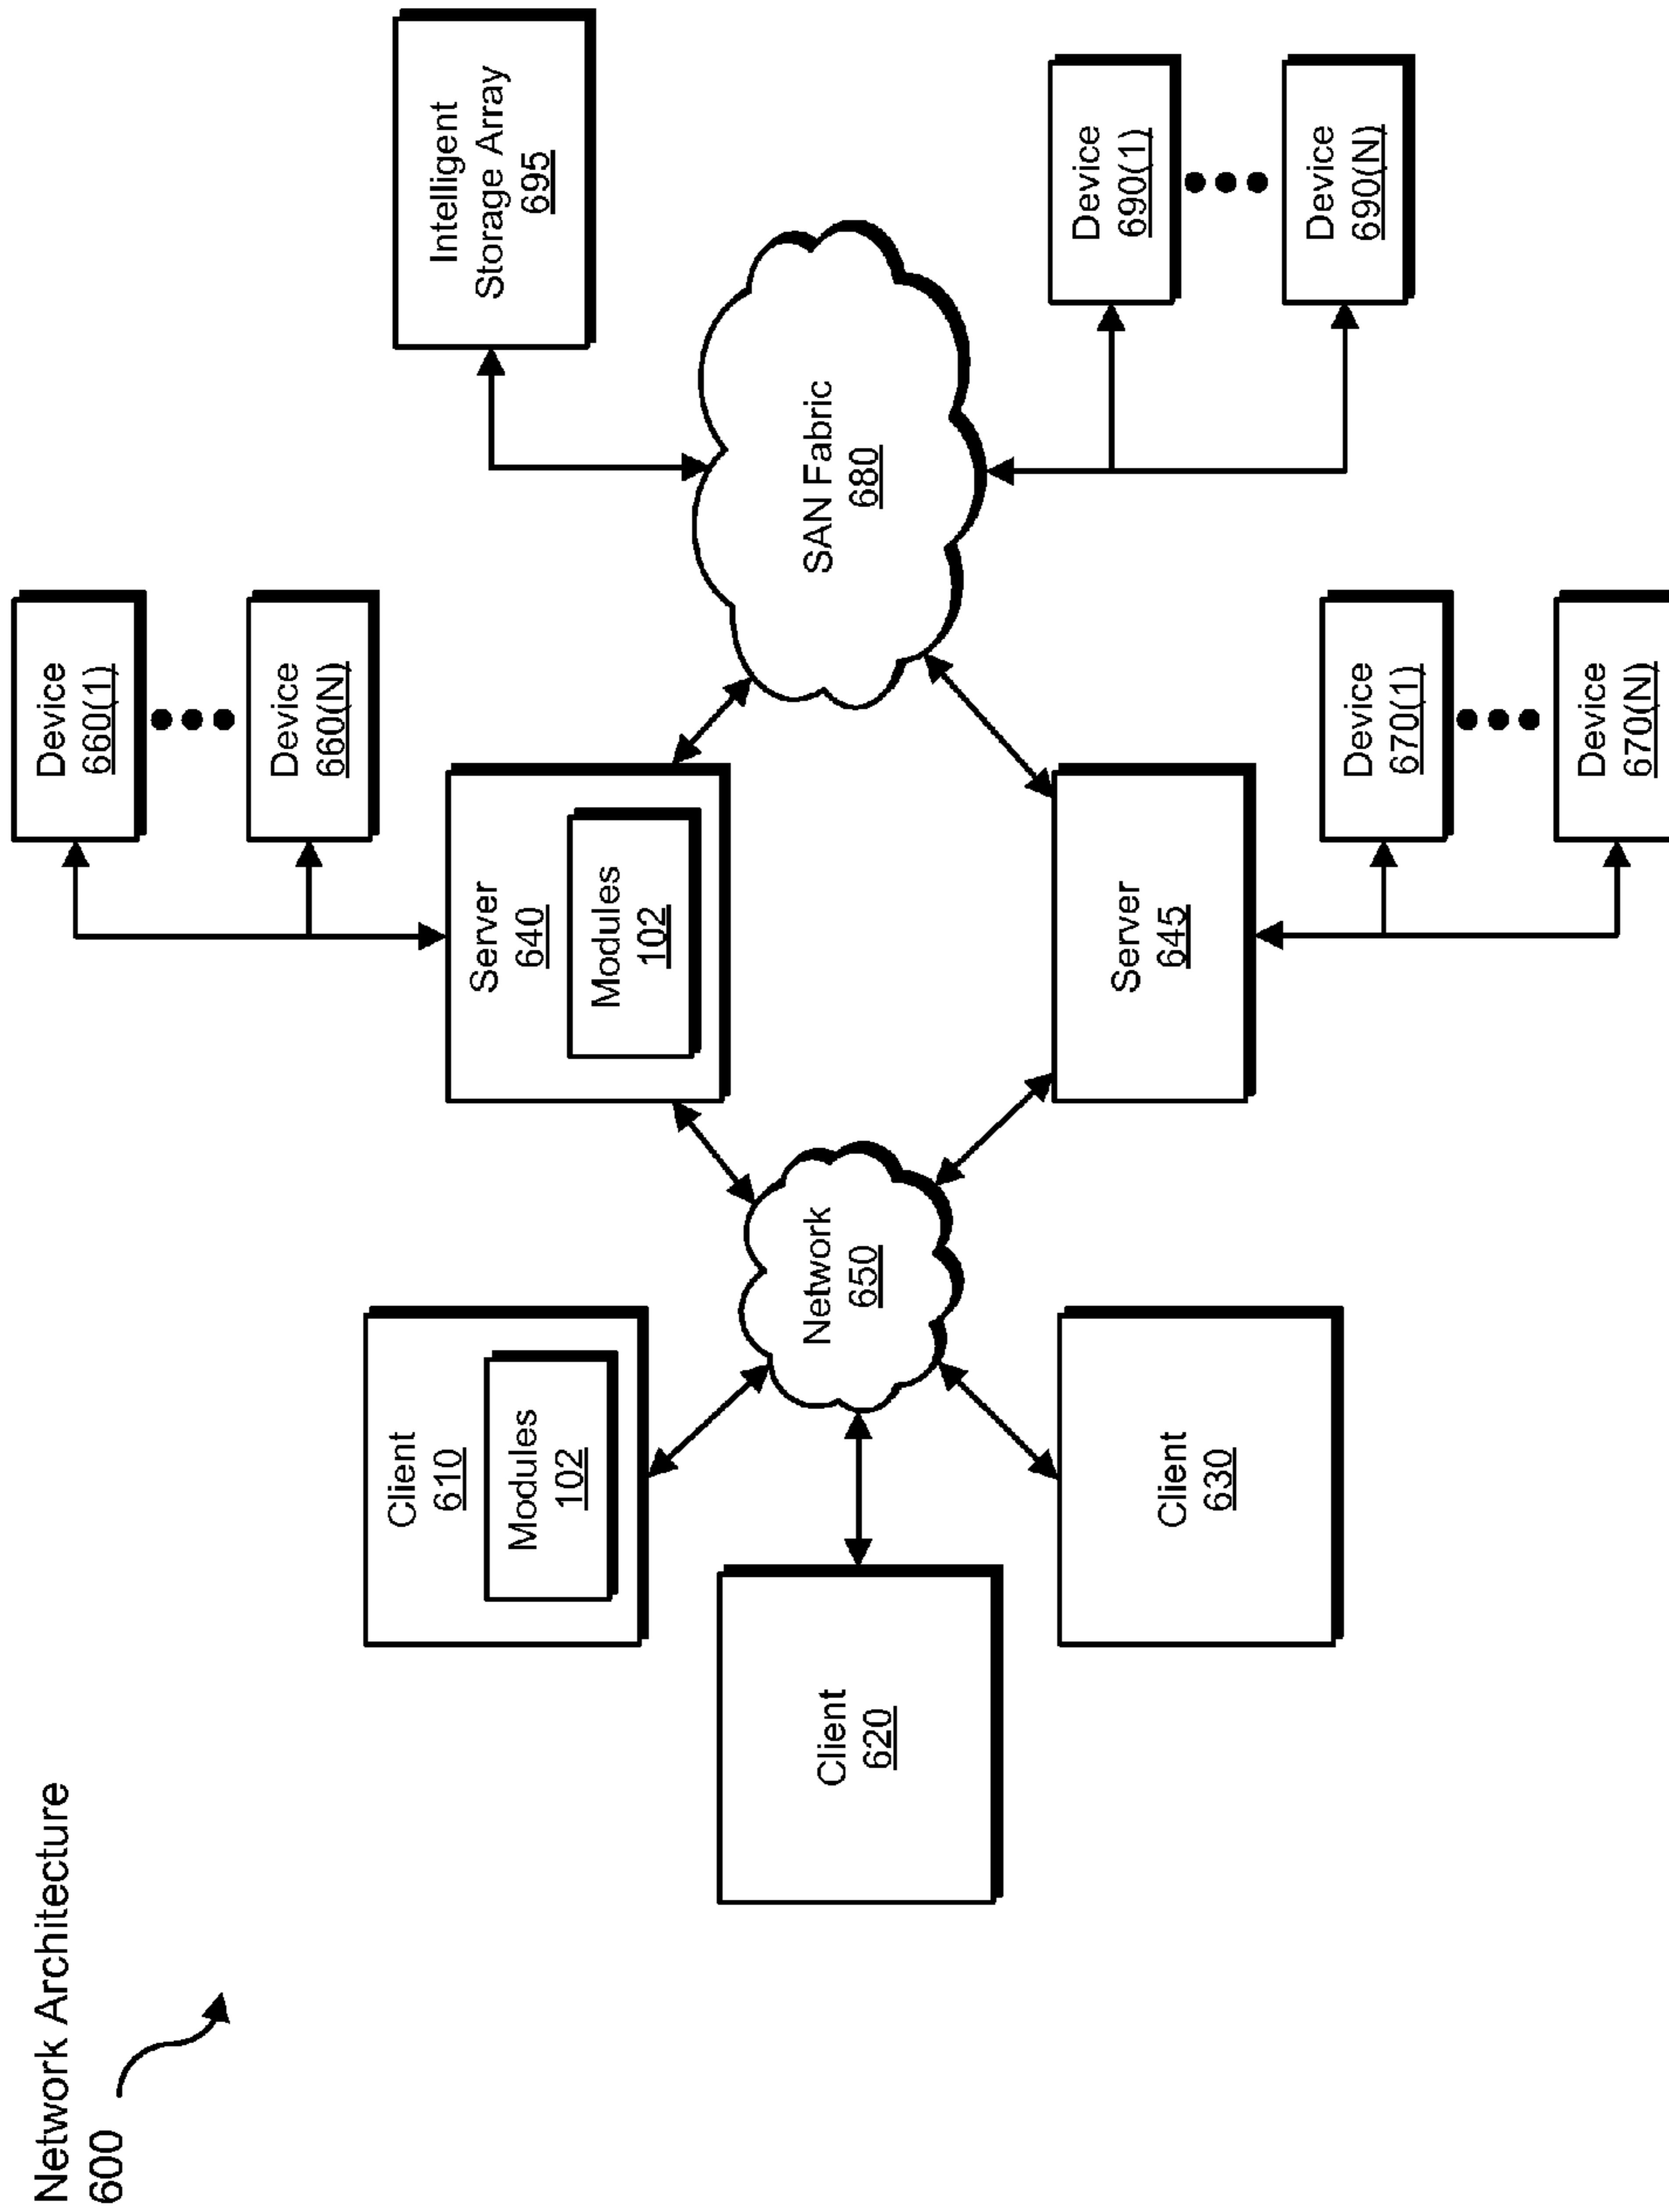 Network Architecture
600
Device
660(1)
Device
660(N)
Intelligent
Storage Array
695
Client
610
Modules
102
Server
640
Modules
102
Client
620
Network
650
SAN Fabric
680
Client
630
Server
645
Device
690(1)
Device
690(N)
Device
670(1)
Device
670(N)